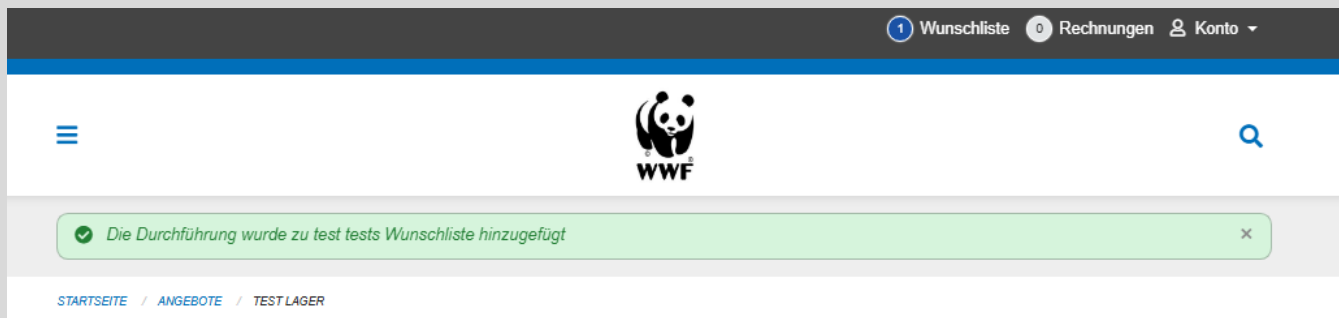 1 Wunschliste 0 Rechnungen Konto
WWF
Die Durchführung wurde zu test tests Wunschliste hinzugefügt ×
STARTSEITE / ANGEBOTE / TEST LAGER